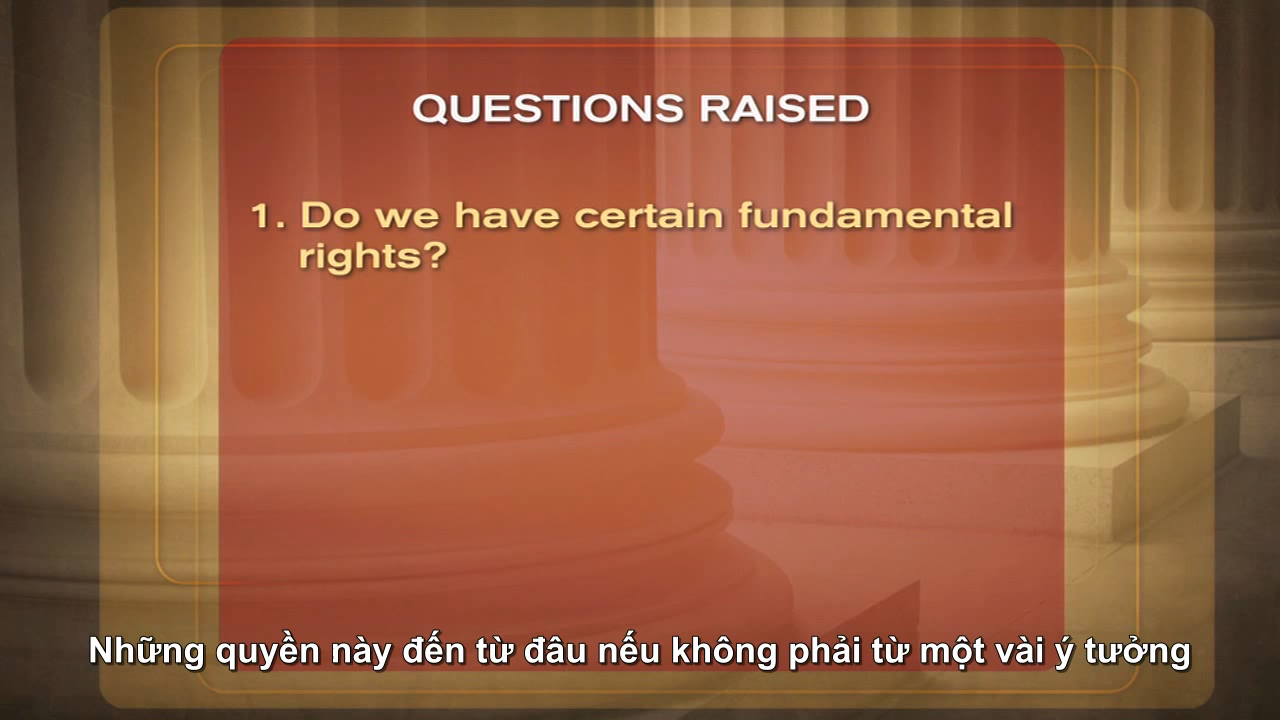 QUESTIONS RAISED
1. Do we have certain fundamental
rights?
Những quyền này đến từ đâu nếu không phải từ một vài ý tưởng